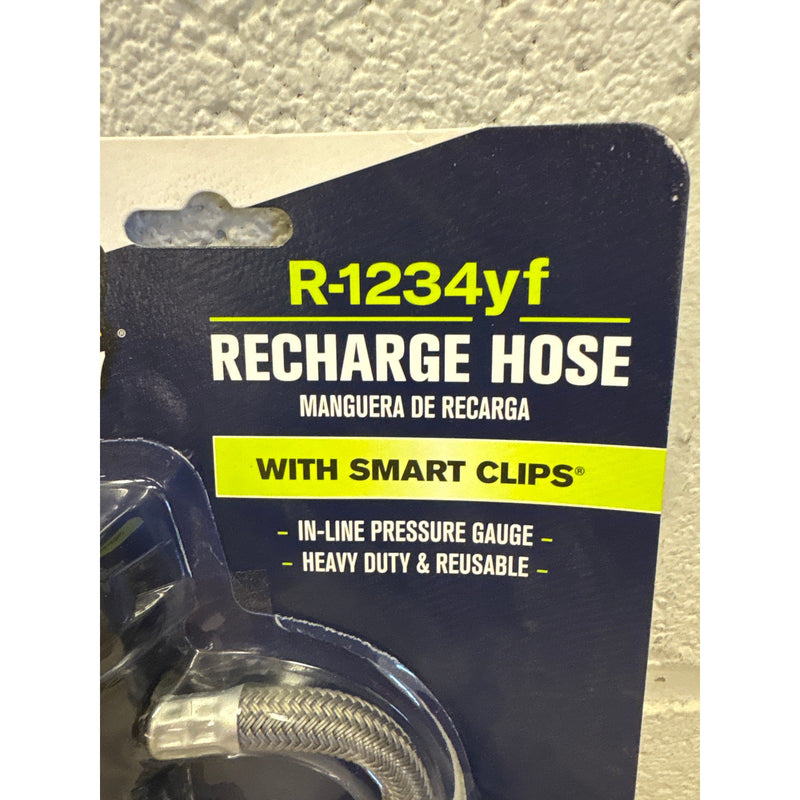 R-1234yf
RECHARGE HOSE
MANGUERA DE RECARGA
WITH SMART CLIPS®
- IN-LINE PRESSURE GAUGE -
- HEAVY DUTY & REUSABLE -